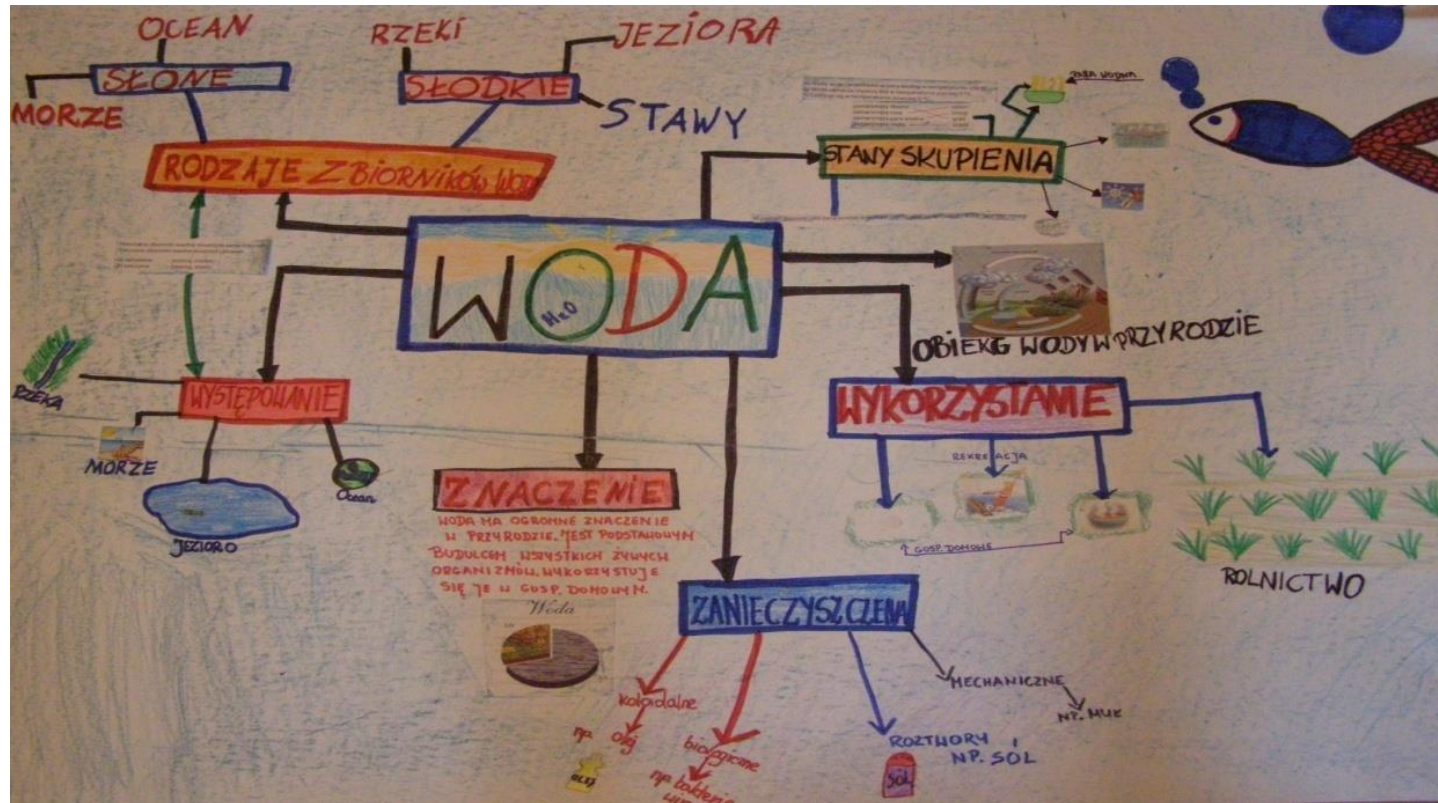 OCEAN
SŁONE
MORZE
RZEKI
JEZIORA
SŁODKIE
STAWY
RODZAJE ZBIORNIKÓW WODY
PARA WODNA
STANY SKUPIENIA
WODA
H₂O
OBIEKG WODY W PRZYRODZIE
WYSTĘPOWANIE
RZEKA
MORZE
JEZIORO
Ocean
WYKORZYSTANIE
REKREACJA
GOSP. DOMOWE
ROLNICTWO
ZNACZENIE
WODA MA OGROMNE ZNACZENIE
W PRZYRODZIE. JEST PODSTAWOWYM
BUDULCEM WSZYSTKICH ŻYWYCH
ORGANIZMÓW. WYKORZYSTUJE
SIĘ JE W GOSP. DOMOWYM.
Woda
ZANIECZYSZCZENIA
koloidalne
np olej
OLEJ
biologiczne
np bakterie
ROZTWORY
NP. SÓL
SÓL
MECHANICZNE
NP. MUŁ